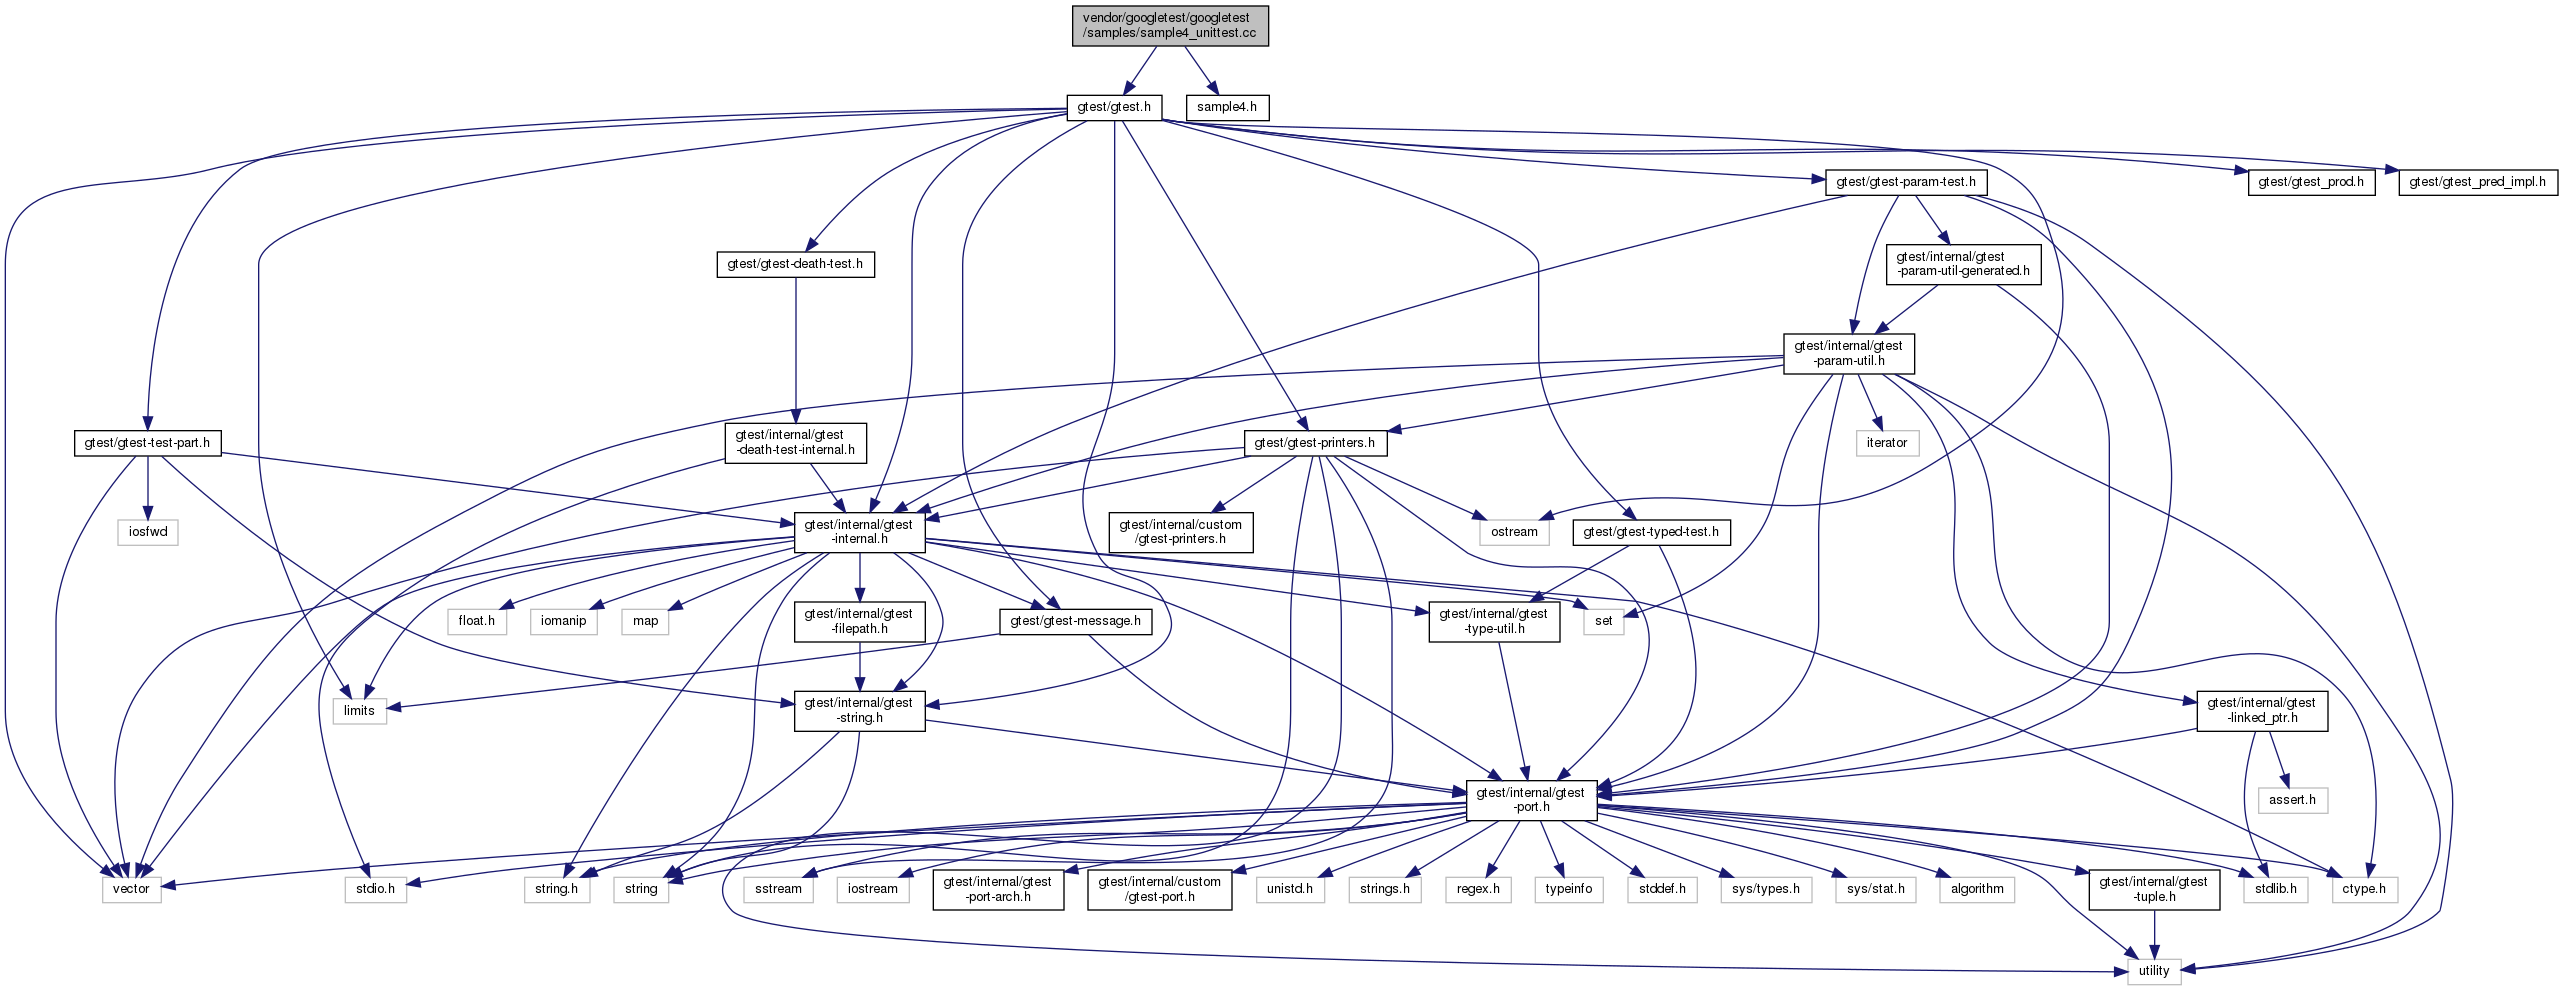 vendor/googletest/googletest
/samples/sample4_unittest.cc
gtest/gtest.h
sample4.h
gtest/gtest-param-test.h
gtest/gtest_prod.h
gtest/gtest_pred_impl.h
gtest/gtest-death-test.h
gtest/internal/gtest
-param-util-generated.h
gtest/internal/gtest
-param-util.h
gtest/gtest-test-part.h
gtest/internal/gtest
-death-test-internal.h
gtest/gtest-printers.h
iterator
iosfwd
gtest/internal/gtest
-internal.h
gtest/internal/custom
/gtest-printers.h
ostream
gtest/gtest-typed-test.h
float.h
iomanip
map
gtest/internal/gtest
-filepath.h
gtest/gtest-message.h
gtest/internal/gtest
-type-util.h
set
limits
gtest/internal/gtest
-string.h
gtest/internal/gtest
-linked_ptr.h
gtest/internal/gtest
-port.h
assert.h
vector
stdio.h
string.h
string
sstream
iostream
gtest/internal/gtest
-port-arch.h
gtest/internal/custom
/gtest-port.h
unistd.h
strings.h
regex.h
typeinfo
stddef.h
sys/types.h
sys/stat.h
algorithm
gtest/internal/gtest
-tuple.h
stdlib.h
ctype.h
utility